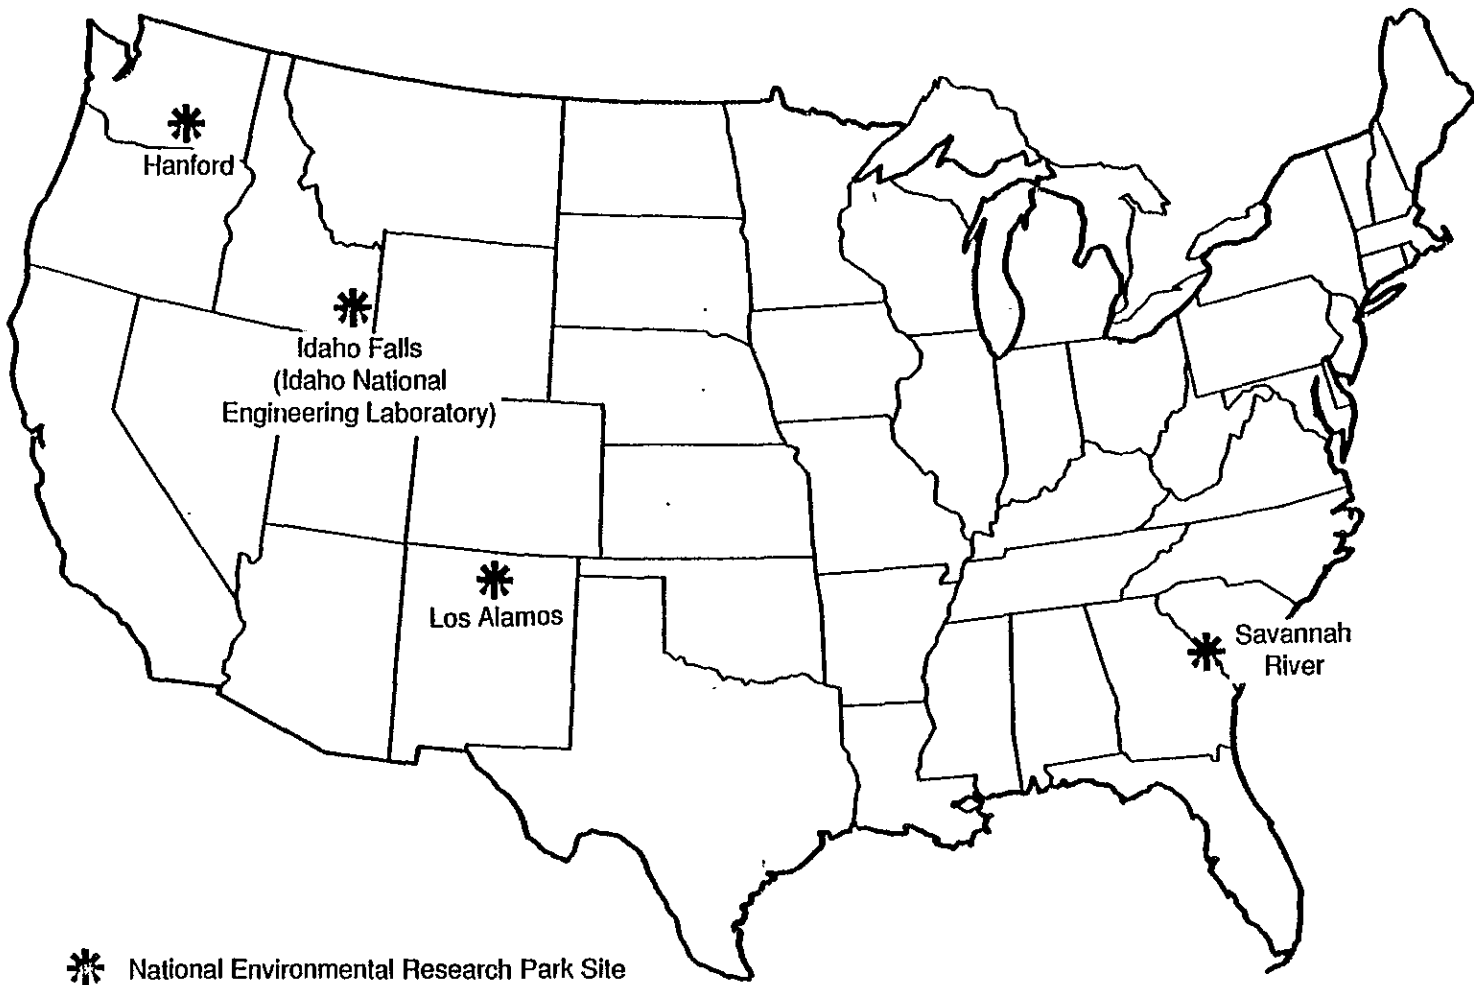 Hanford
Idaho Falls
(Idaho National
Engineering Laboratory)
Los Alamos
Savannah
River
National Environmental Research Park Site